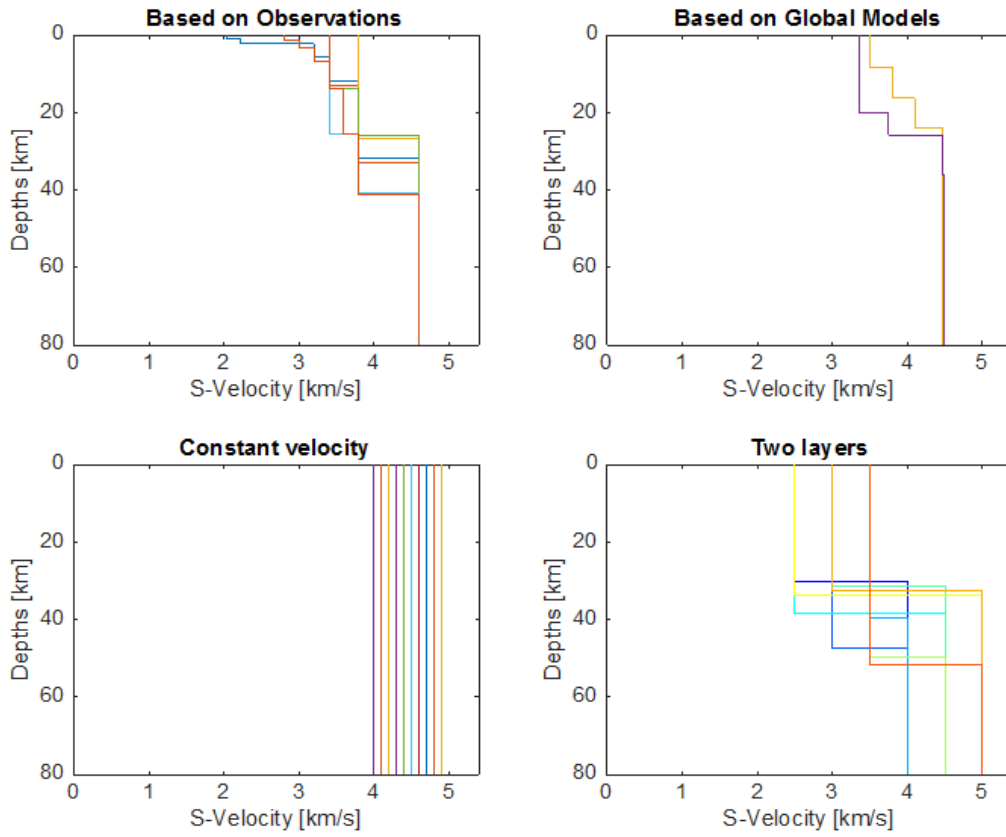 Based on Observations
0
20
40
60
80
Depths [km]
0 1 2 3 4 5
S-Velocity [km/s]
Based on Global Models
0
20
40
60
80
Depths [km]
0 1 2 3 4 5
S-Velocity [km/s]
Constant velocity
0
20
40
60
80
Depths [km]
0 1 2 3 4 5
S-Velocity [km/s]
Two layers
0
20
40
60
80
Depths [km]
0 1 2 3 4 5
S-Velocity [km/s]